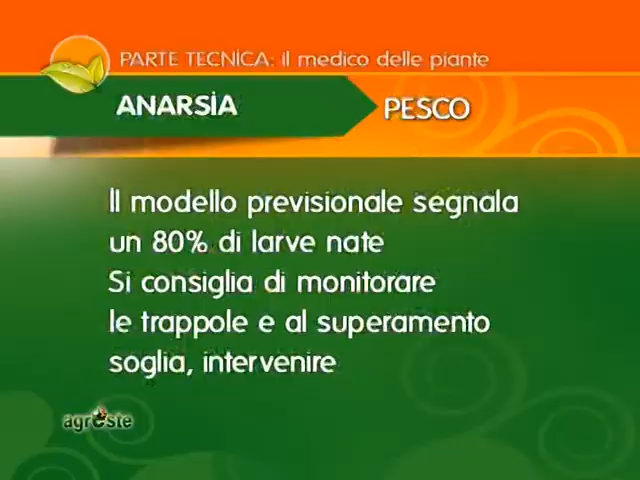 PARTE TECNICA: il medico delle piante
ANARSIA
PESCO
Il modello previsionale segnala
un 80% di larve nate
Si consiglia di monitorare
le trappole e al superamento
soglia, intervenire
agreste